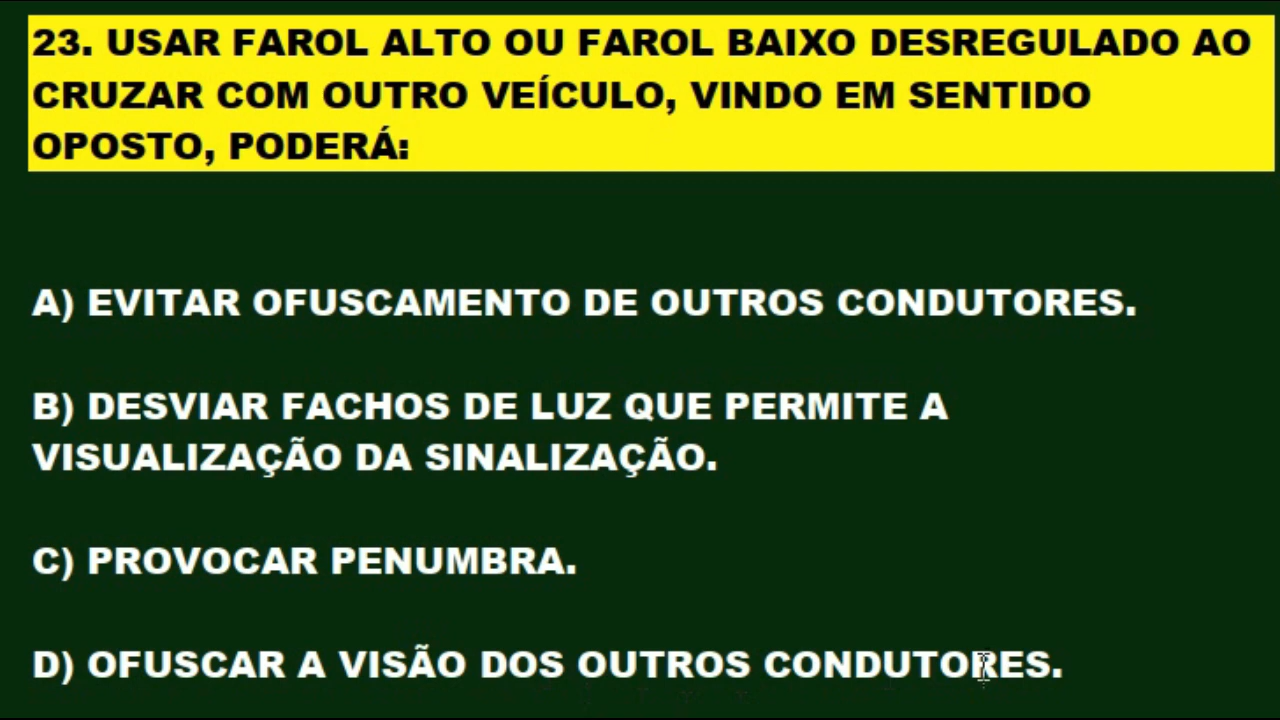 23. USAR FAROL ALTO OU FAROL BAIXO DESREGULADO AO
CRUZAR COM OUTRO VEÍCULO, VINDO EM SENTIDO
OPOSTO, PODERÁ:
A) EVITAR OFUSCAMENTO DE OUTROS CONDUTORES.
B) DESVIAR FACHOS DE LUZ QUE PERMITE A
VISUALIZAÇÃO DA SINALIZAÇÃO.
C) PROVOCAR PENUMBRA.
D) OFUSCAR A VISÃO DOS OUTROS CONDUTORES.